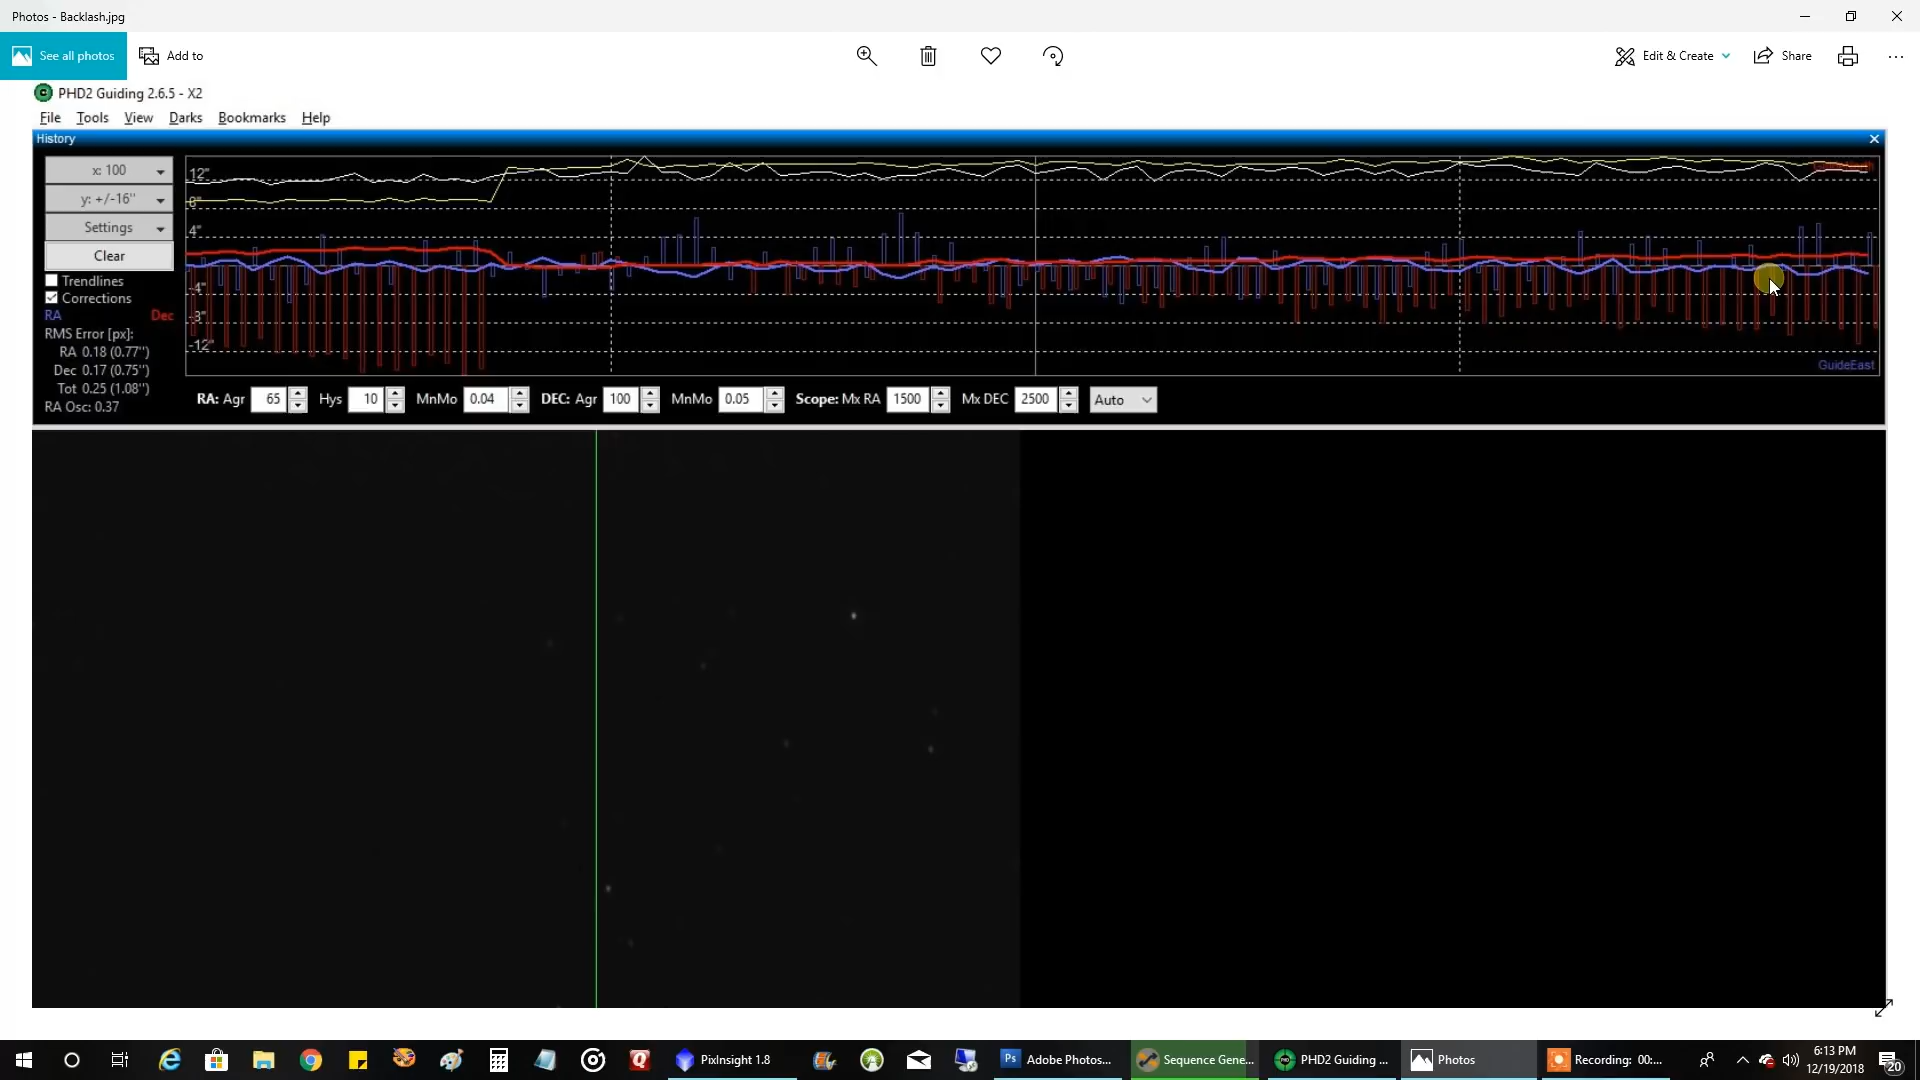 Photos - Backlash.jpg
See all photos
Add to
Edit & Create
Share
PHD2 Guiding 2.6.5 - X2
File Tools View Darks Bookmarks Help
History
x: 100
y: +/-16"
Settings
Clear
Trendlines
Corrections
RA Dec
RMS Error [px]:
RA 0.18 (0.77")
Dec 0.17 (0.75")
Tot 0.25 (1.08")
RA Osc: 0.37
12"
4"
-4"
-12"
GuideEast
RA: Agr 65 Hys 10 MnMo 0.04 DEC: Agr 100 MnMo 0.05 Scope: Mx RA 1500 Mx DEC 2500 Auto
PixInsight 1.8
Ps
Adobe Photos...
Sequence Gene...
PHD2 Guiding ...
Photos
Recording: 00:...
6:13 PM
12/19/2018
20